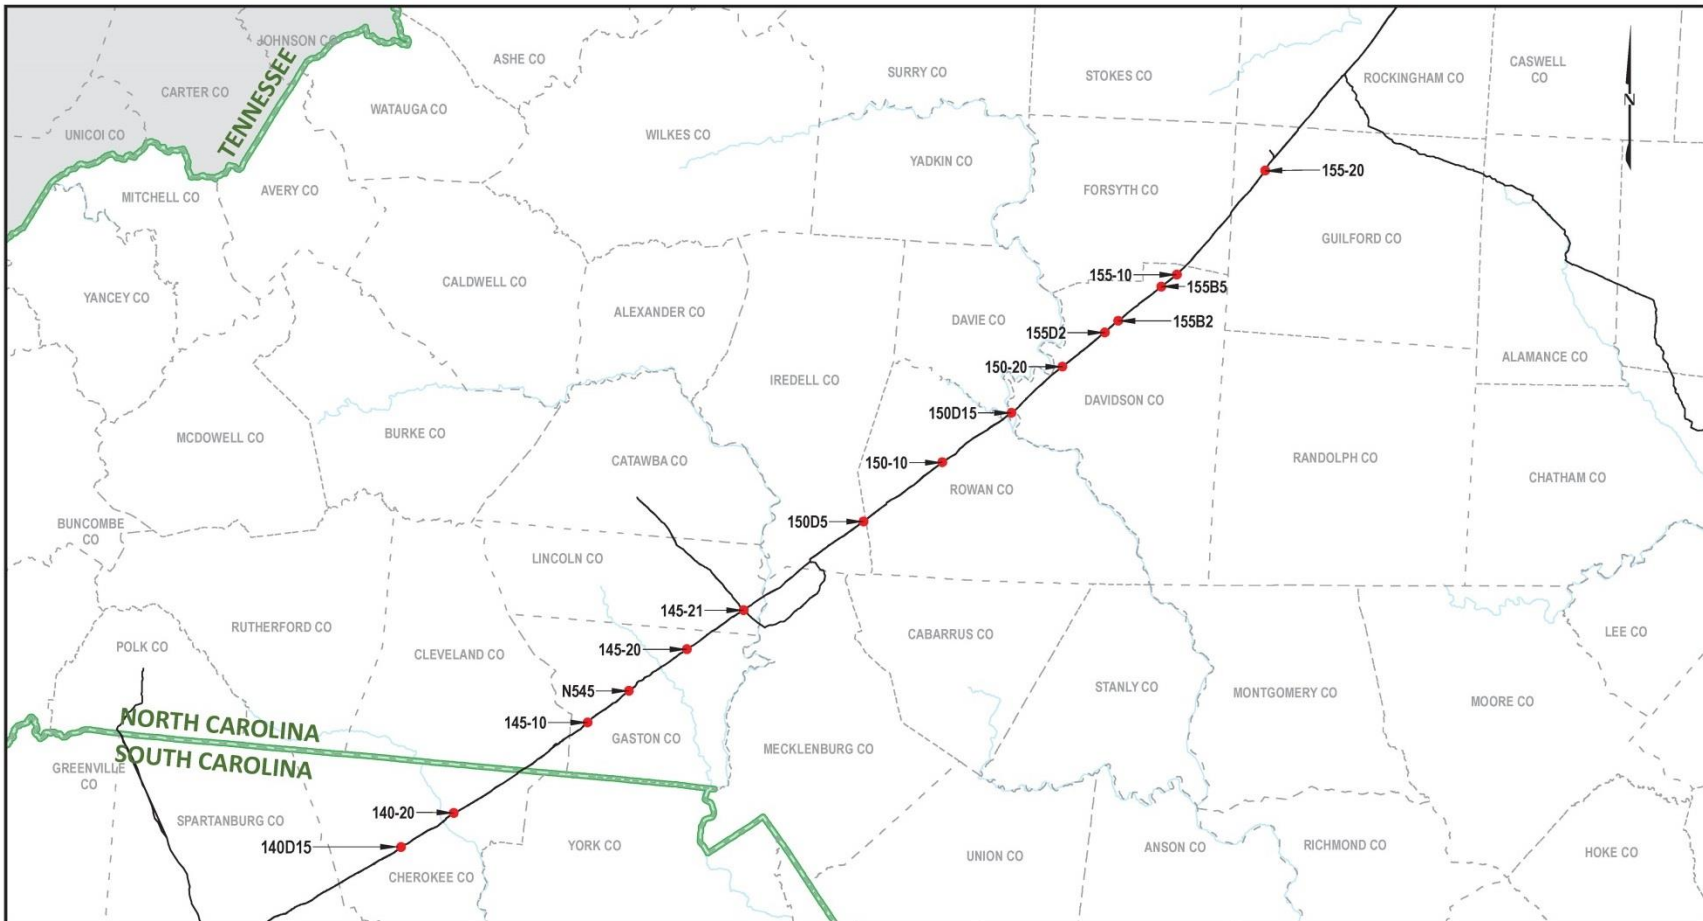 JOHNSON CO
ASHE CO
SURRY CO
STOKES CO
ROCKINGHAM CO
CASWELL
CO
CARTER CO
TENNESSEE
WATAUGA CO
N
UNICOI CO
WILKES CO
YADKIN CO
155-20
MITCHELL CO
AVERY CO
FORSYTH CO
GUILFORD CO
155-10
155B5
YANCEY CO
CALDWELL CO
ALEXANDER CO
DAVIE CO
155D2
155B2
ALAMANCE CO
150-20
IREDELL CO
DAVIDSON CO
150D15
MCDOWELL CO
BURKE CO
CATAWBA CO
150-10
RANDOLPH CO
ROWAN CO
CHATHAM CO
BUNCOMBE
CO
150D5
LINCOLN CO
145-21
RUTHERFORD CO
CABARRUS CO
LEE CO
POLK CO
CLEVELAND CO
145-20
N545
STANLY CO
MONTGOMERY CO
MOORE CO
145-10
NORTH CAROLINA
GASTON CO
MECKLENBURG CO
SOUTH CAROLINA
GREENVILLE
CO
SPARTANBURG CO
140-20
140D15
YORK CO
UNION CO
ANSON CO
RICHMOND CO
HOKE CO
CHEROKEE CO